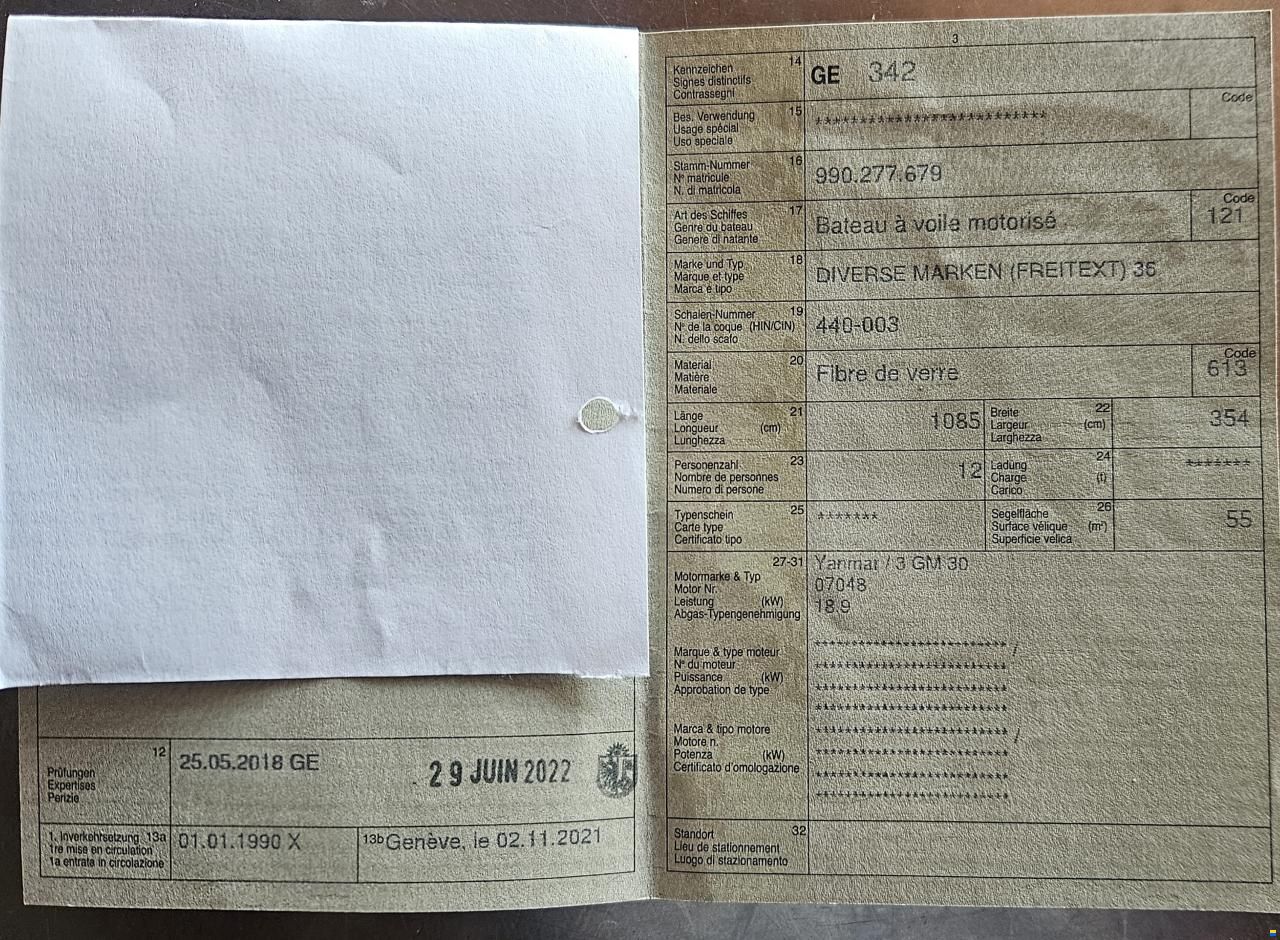 12
Prüfungen
Expertises
Perizie
25.05.2018 GE
29 JUIN 2022
1. Inverkehrsetzung 13a
1re mise en circulation
1a entrata in circolazione
01.01.1990 X
13b Genève, le 02.11.2021
3
Kennzeichen 14
Signes distinctifs
Contrassegni
GE 342
Bes. Verwendung 15
Usage spécial
Uso speciale
**************************
Code
Stamm-Nummer 16
N° matricule
N. di matricola
990.277.679
Art des Schiffes 17
Genre du bateau
Genere di natante
Bateau à voile motorisé
Code
121
Marke und Typ 18
Marque et type
Marca e tipo
DIVERSE MARKEN (FREITEXT) 35
Schalen-Nummer 19
N° de la coque (HIN/CIN)
N. dello scafo
440-003
Material 20
Matière
Materiale
Fibre de verre
Code
613
Länge 21
Longueur (cm)
Lunghezza
1085
Breite 22
Largeur (cm)
Larghezza
354
Personenzahl 23
Nombre de personnes
Numero di persone
12
Ladung 24
Charge (t)
Carico
*******
Typenschein 25
Carte type
Certificato tipo
*******
Segelfläche 26
Surface vélique (m²)
Superficie velica
55
27-31
Motormarke & Typ
Motor Nr.
Leistung (kW)
Abgas-Typengenehmigung
Yanmar / 3 GM 30
07048
18.9
Marque & type moteur
N° du moteur
Puissance (kW)
Approbation de type
********************** /
**********************
**********************
**********************
Marca & tipo motore
Motore n.
Potenza (kW)
Certificato d'omologazione
********************** /
**********************
**********************
**********************
Standort 32
Lieu de stationnement
Luogo di stazionamento